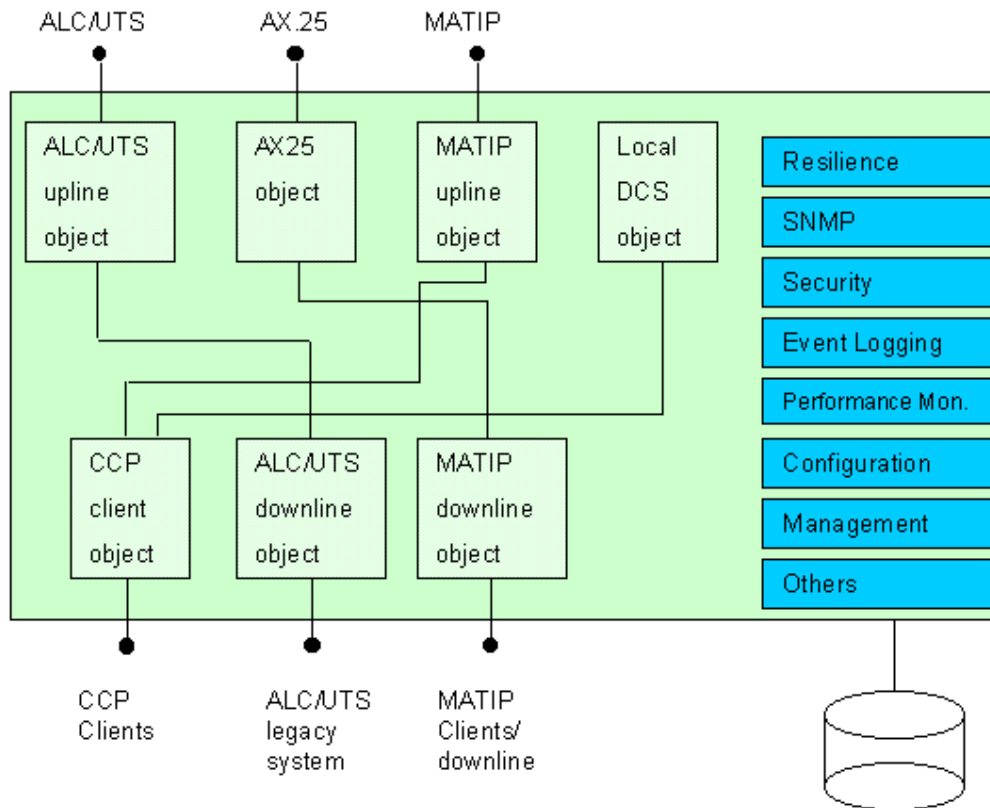 ALC/UTS
AX.25
MATIP
ALC/UTS
upline
object
AX25
object
MATIP
upline
object
Local
DCS
object
Resilience
SNMP
Security
Event Logging
Performance Mon.
Configuration
Management
Others
CCP
client
object
ALC/UTS
downline
object
MATIP
downline
object
CCP
Clients
ALC/UTS
legacy
system
MATIP
Clients/
downline